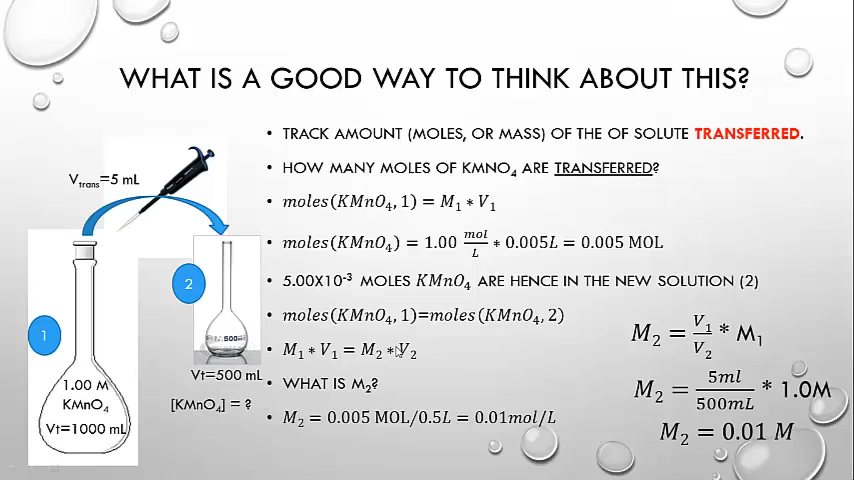 WHAT IS A GOOD WAY TO THINK ABOUT THIS?
• TRACK AMOUNT (MOLES, OR MASS) OF THE OF SOLUTE TRANSFERRED.
• HOW MANY MOLES OF KMNO₄ ARE TRANSFERRED?
• moles(KMnO₄, 1) = M₁ ∗ V₁
• moles(KMnO₄) = 1.00 mol/L ∗ 0.005L = 0.005 MOL
• 5.00X10⁻³ MOLES KMnO₄ ARE HENCE IN THE NEW SOLUTION (2)
• moles(KMnO₄, 1)=moles(KMnO₄, 2)
• M₁ ∗ V₁ = M₂ ∗ V₂
• WHAT IS M₂?
• M₂ = 0.005 MOL/0.5L = 0.01mol/L
V_trans=5 mL
1
2
500
1.00 M
KMnO₄
Vt=1000 mL
Vt=500 mL
[KMnO₄] = ?
M₂ = V₁/V₂ ∗ M₁
M₂ = 5ml/500mL ∗ 1.0M
M₂ = 0.01 M